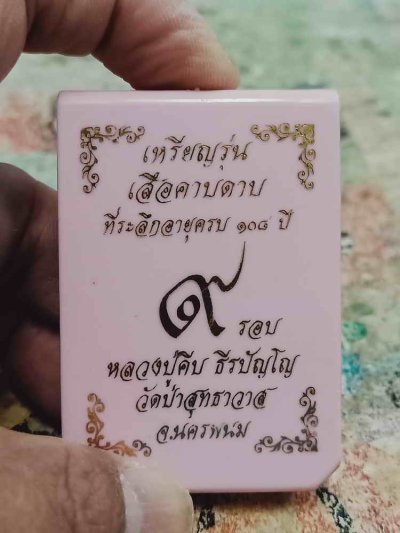 เหรียญรุ่น
เสือคาบดาบ
ที่ระลึกอายุครบ ๑๐๘ ปี
๙ รอบ
หลวงปู่คีบ ธีรปัญโญ
วัดป่าสุทธาวาส
จ.นครพนม